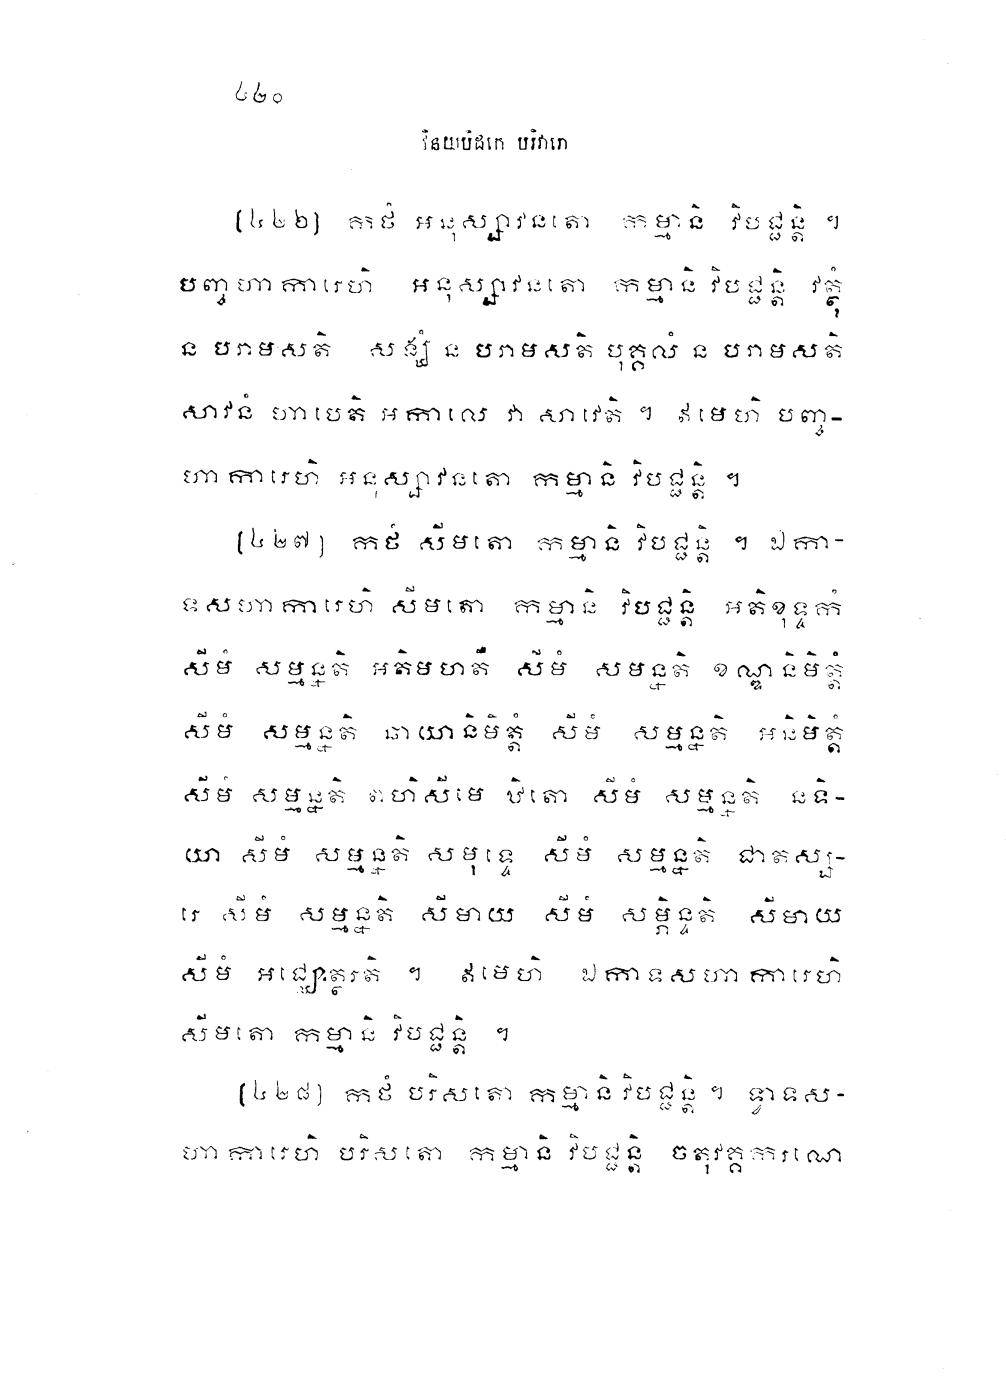 ៤៤០
វិនយបិដកេ បរិវារោ
(៤២៦) កថំ អនុស្សាវនតោ កម្មានិ វិបជ្ជន្តិ ។
បញ្ចហាការេហិ អនុស្សាវនតោ កម្មានិ វិបជ្ជន្តិ វត្ថុំ
ន បរាមសតិ សង្ឃំ ន បរាមសតិ បុគ្គលំ ន បរាមសតិ
សាវនំ ហាបេតិ អកាលេ វា សាវេតិ ។ ឥមេហិ បញ្ច-
ហាការេហិ អនុស្សាវនតោ កម្មានិ វិបជ្ជន្តិ ។
(៤២៧) កថំ សីមតោ កម្មានិ វិបជ្ជន្តិ ។ ឯកា-
ទសហាការេហិ សីមតោ កម្មានិ វិបជ្ជន្តិ អតិខុទ្ទកំ
សីមំ សម្មន្នតិ អតិមហតឹ សីមំ សមន្នតិ ខណ្ឌនិមិត្តំ
សីមំ សម្មន្នតិ ឆាយានិមិត្តំ សីមំ សម្មន្នតិ អនិមិត្តំ
សីមំ សម្មន្នតិ ពហិសីមេ ឋិតោ សីមំ សម្មន្នតិ នទិ-
យា សីមំ សម្មន្នតិ សមុទ្ទេ សីមំ សម្មន្នតិ ជាតស្ស-
រេ សីមំ សម្មន្នតិ សីមាយ សីមំ សម្ភិន្ទតិ សីមាយ
សីមំ អជ្ឈោត្ថរតិ ។ ឥមេហិ ឯកាទសហាការេហិ
សីមតោ កម្មានិ វិបជ្ជន្តិ ។
(៤២៨) កថំ បរិសតោ កម្មានិ វិបជ្ជន្តិ ។ ទ្វាទស-
ហាការេហិ បរិសតោ កម្មានិ វិបជ្ជន្តិ ចតុវគ្គករណេ